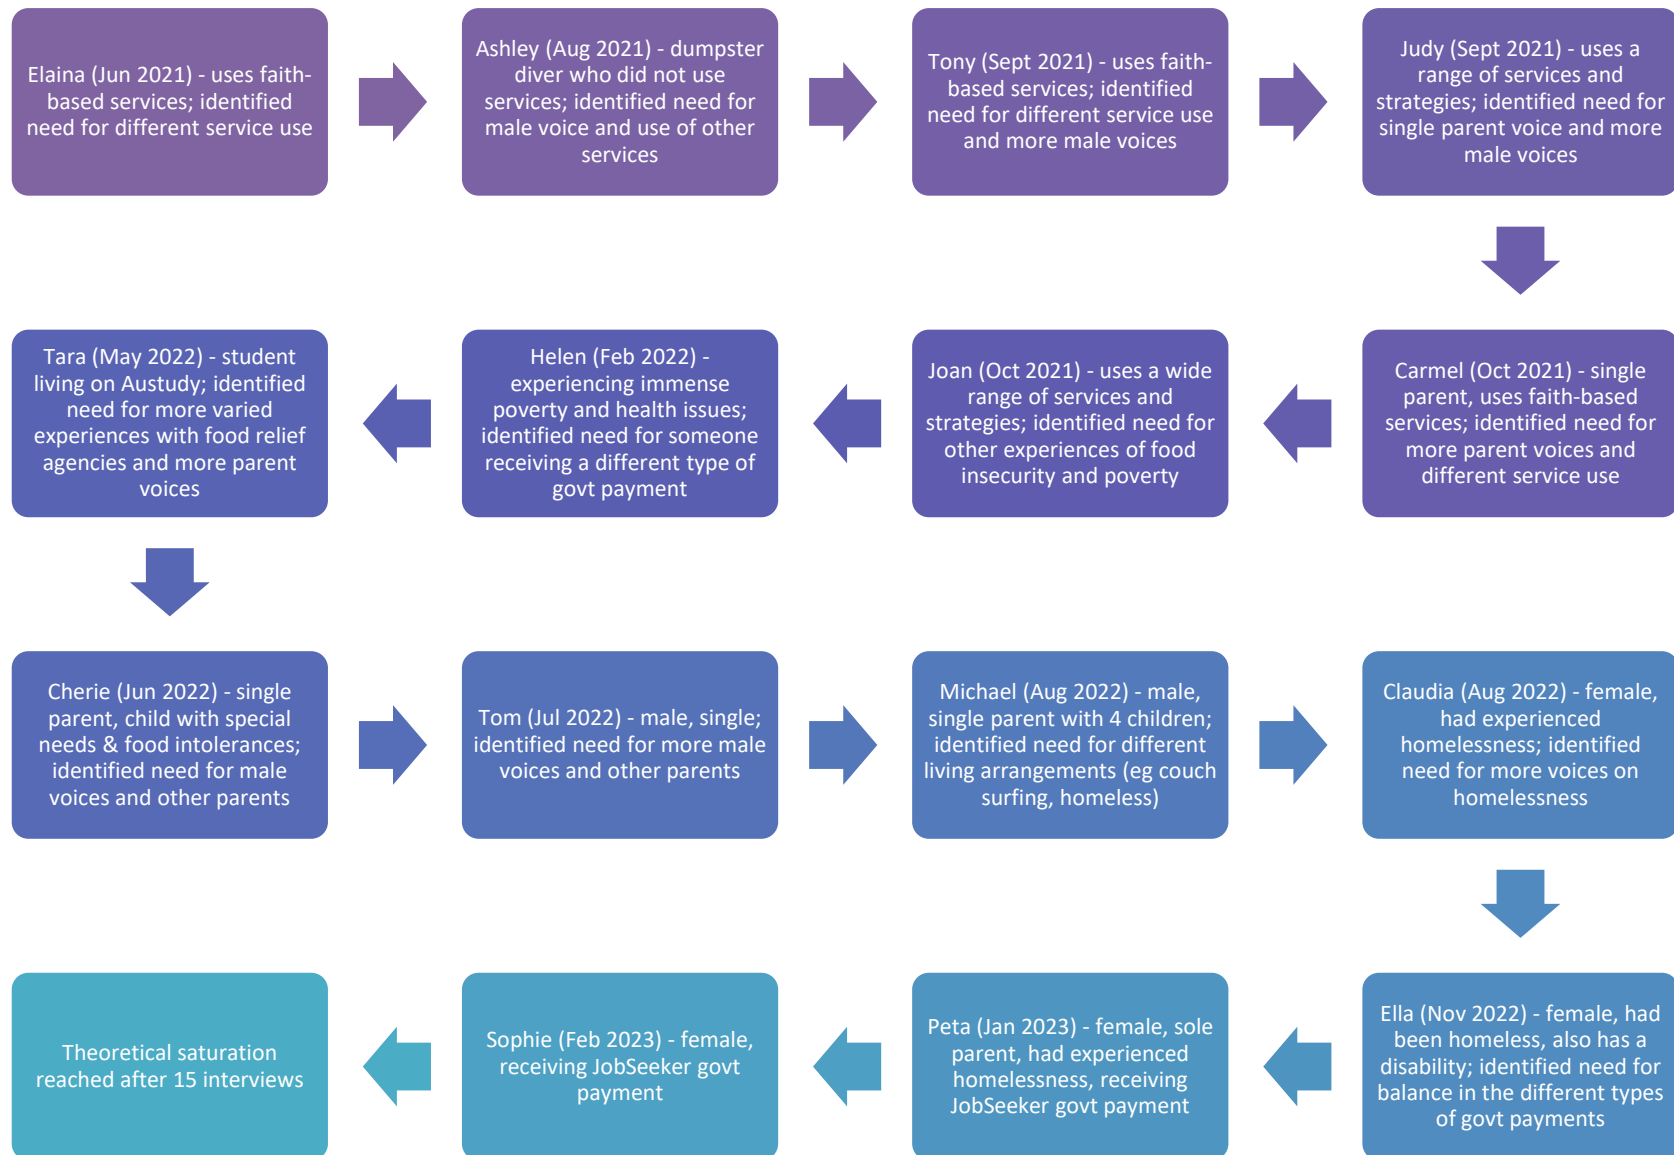 Elaina (Jun 2021) - uses faith-
based services; identified
need for different service use
Ashley (Aug 2021) - dumpster
diver who did not use
services; identified need for
male voice and use of other
services
Tony (Sept 2021) - uses faith-
based services; identified
need for different service use
and more male voices
Judy (Sept 2021) - uses a
range of services and
strategies; identified need for
single parent voice and more
male voices
Carmel (Oct 2021) - single
parent, uses faith-based
services; identified need for
more parent voices and
different service use
Joan (Oct 2021) - uses a wide
range of services and
strategies; identified need for
other experiences of food
insecurity and poverty
Helen (Feb 2022) -
experiencing immense
poverty and health issues;
identified need for someone
receiving a different type of
govt payment
Tara (May 2022) - student
living on Austudy; identified
need for more varied
experiences with food relief
agencies and more parent
voices
Cherie (Jun 2022) - single
parent, child with special
needs & food intolerances;
identified need for male
voices and other parents
Tom (Jul 2022) - male, single;
identified need for more male
voices and other parents
Michael (Aug 2022) - male,
single parent with 4 children;
identified need for different
living arrangements (eg couch
surfing, homeless)
Claudia (Aug 2022) - female,
had experienced
homelessness; identified
need for more voices on
homelessness
Ella (Nov 2022) - female, had
been homeless, also has a
disability; identified need for
balance in the different types
of govt payments
Peta (Jan 2023) - female, sole
parent, had experienced
homelessness, receiving
JobSeeker govt payment
Sophie (Feb 2023) - female,
receiving JobSeeker govt
payment
Theoretical saturation
reached after 15 interviews